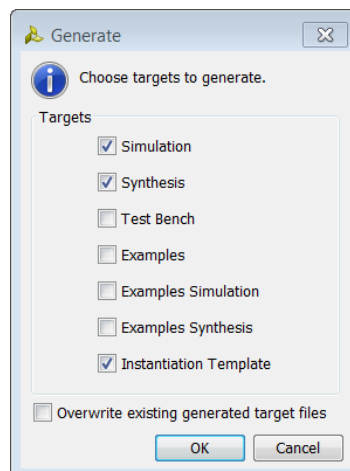 Generate
Choose targets to generate.
Targets
Simulation
Synthesis
Test Bench
Examples
Examples Simulation
Examples Synthesis
Instantiation Template
Overwrite existing generated target files
OK Cancel